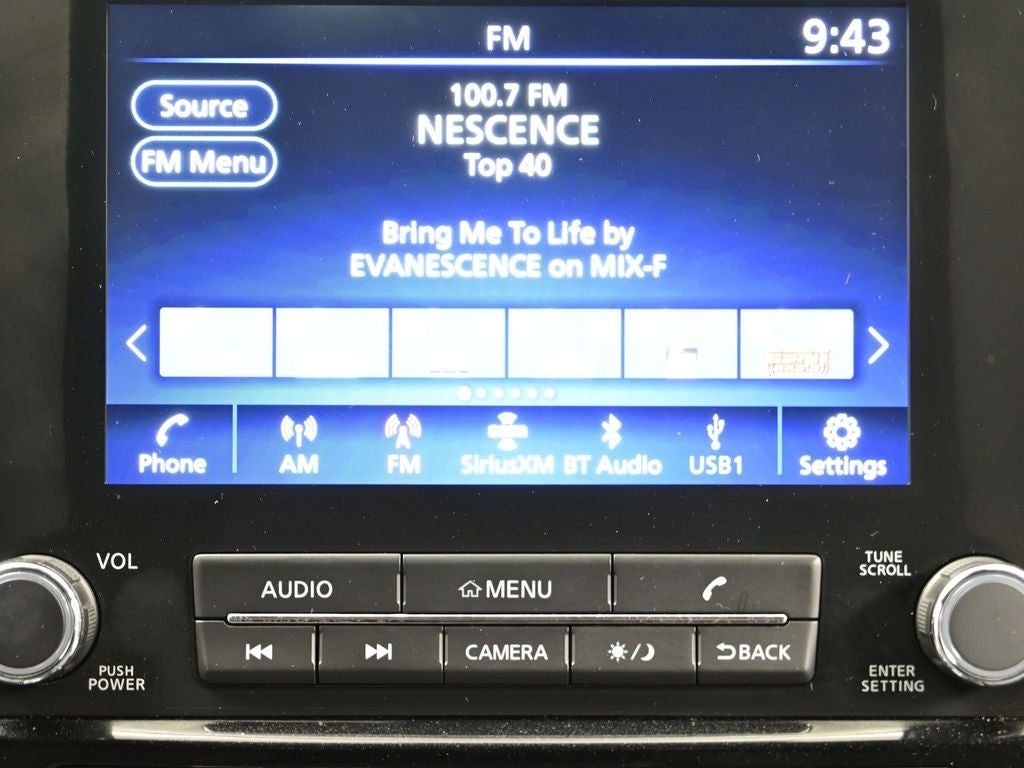 FM
9:43
Source
FM Menu
100.7 FM
NESCENCE
Top 40
Bring Me To Life by
EVANESCENCE on MIX-F
Phone
AM
FM
SiriusXM
BT Audio
USB1
Settings
VOL
AUDIO
MENU
TUNE
SCROLL
CAMERA
BACK
PUSH
POWER
ENTER
SETTING